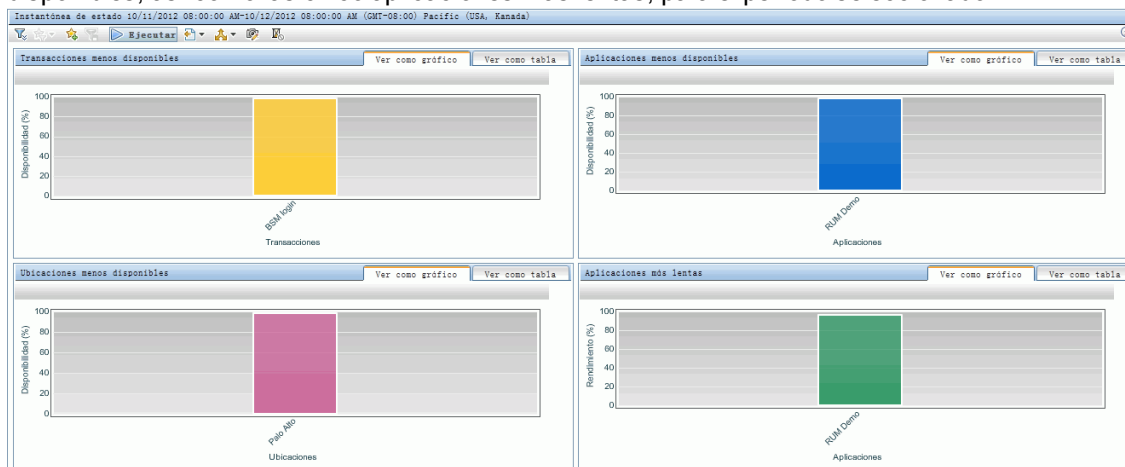 Instantánea de estado 10/11/2012 08:00:00 AM-10/12/2012 08:00:00 AM (GMT-08:00) Pacific (USA, Kanada)
Ejecutar
Transacciones menos disponibles
Ver como gráfico
Ver como tabla
Disponibilidad (%)
100
80
60
40
20
0
BSM login
Transacciones
Aplicaciones menos disponibles
Ver como gráfico
Ver como tabla
Disponibilidad (%)
100
80
60
40
20
0
RUM Demo
Aplicaciones
Ubicaciones menos disponibles
Ver como gráfico
Ver como tabla
Disponibilidad (%)
100
80
60
40
20
0
Palo Alto
Ubicaciones
Aplicaciones más lentas
Ver como gráfico
Ver como tabla
Rendimiento (%)
100
80
60
40
20
0
RUM Demo
Aplicaciones